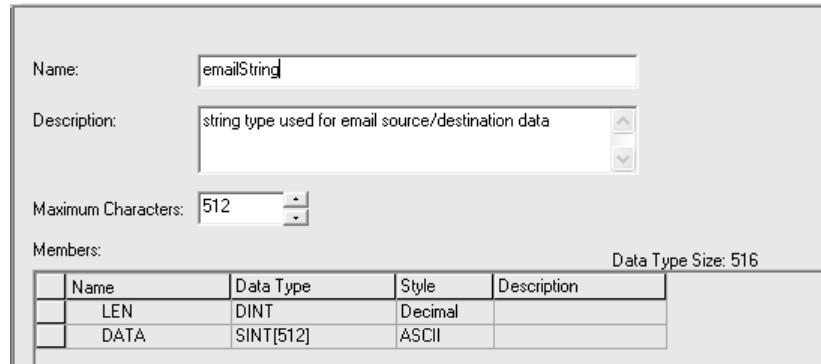 Name: emailString
Description: string type used for email source/destination data
Maximum Characters: 512
Members:
Data Type Size: 516
Name Data Type Style Description
LEN DINT Decimal
DATA SINT[512] ASCII